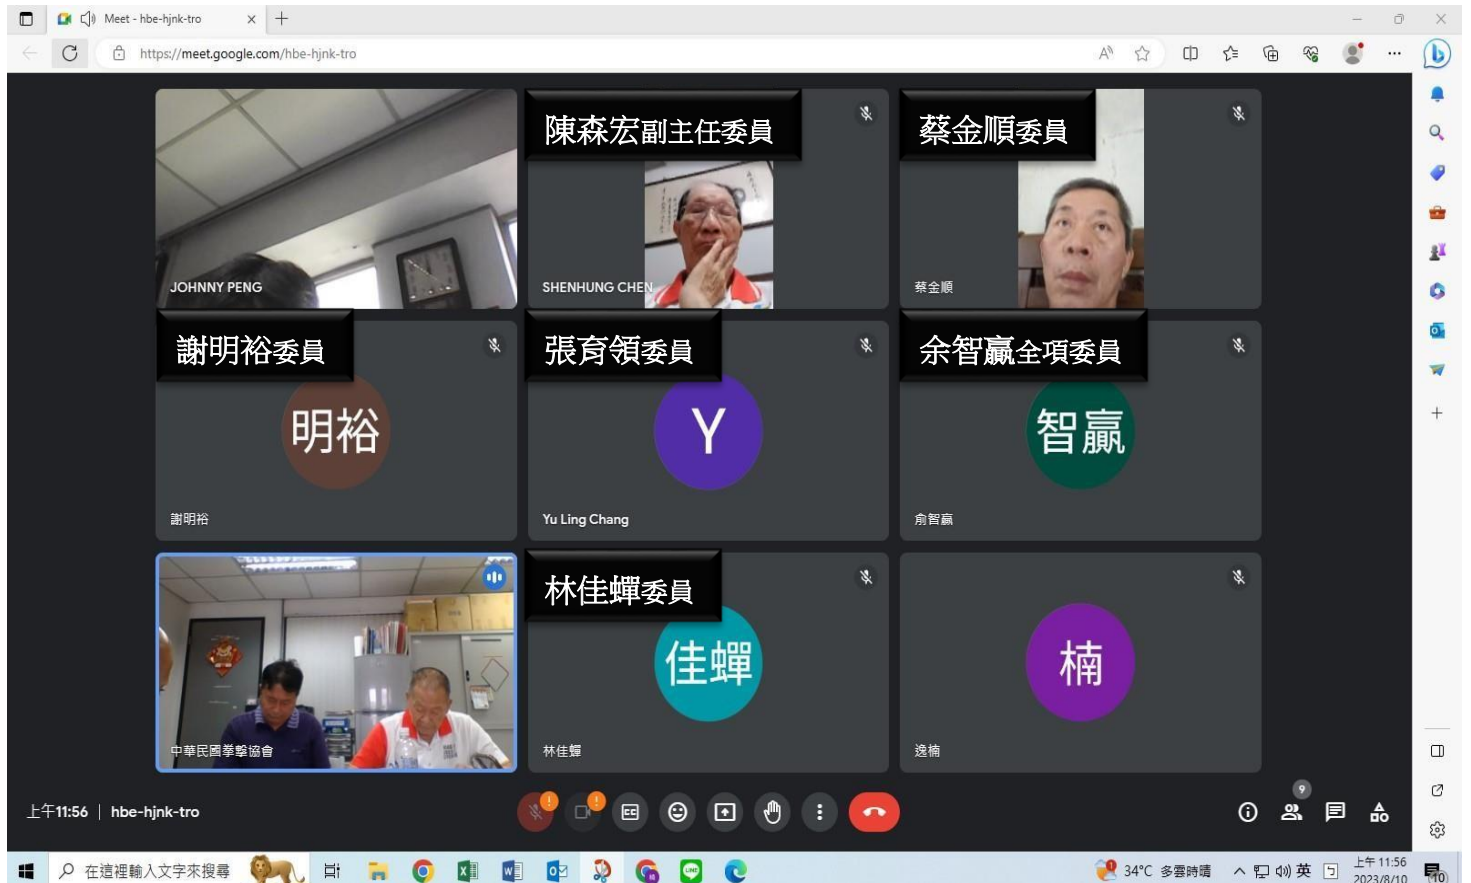 Meet - hbe-hjnk-tro
https://meet.google.com/hbe-hjnk-tro
JOHNNY PENG
陳森宏副主任委員
SHENHUNG CHEN
蔡金順委員
蔡金順
謝明裕委員
明裕
謝明裕
張育領委員
Y
Yu Ling Chang
余智贏全項委員
智贏
俞智贏
中華民國拳擊協會
林佳蟬委員
佳蟬
林佳蟬
楠
逸楠
上午11:56 | hbe-hjnk-tro
9
在這裡輸入文字來搜尋
34°C 多雲時晴
英
上午 11:56
2023/8/10